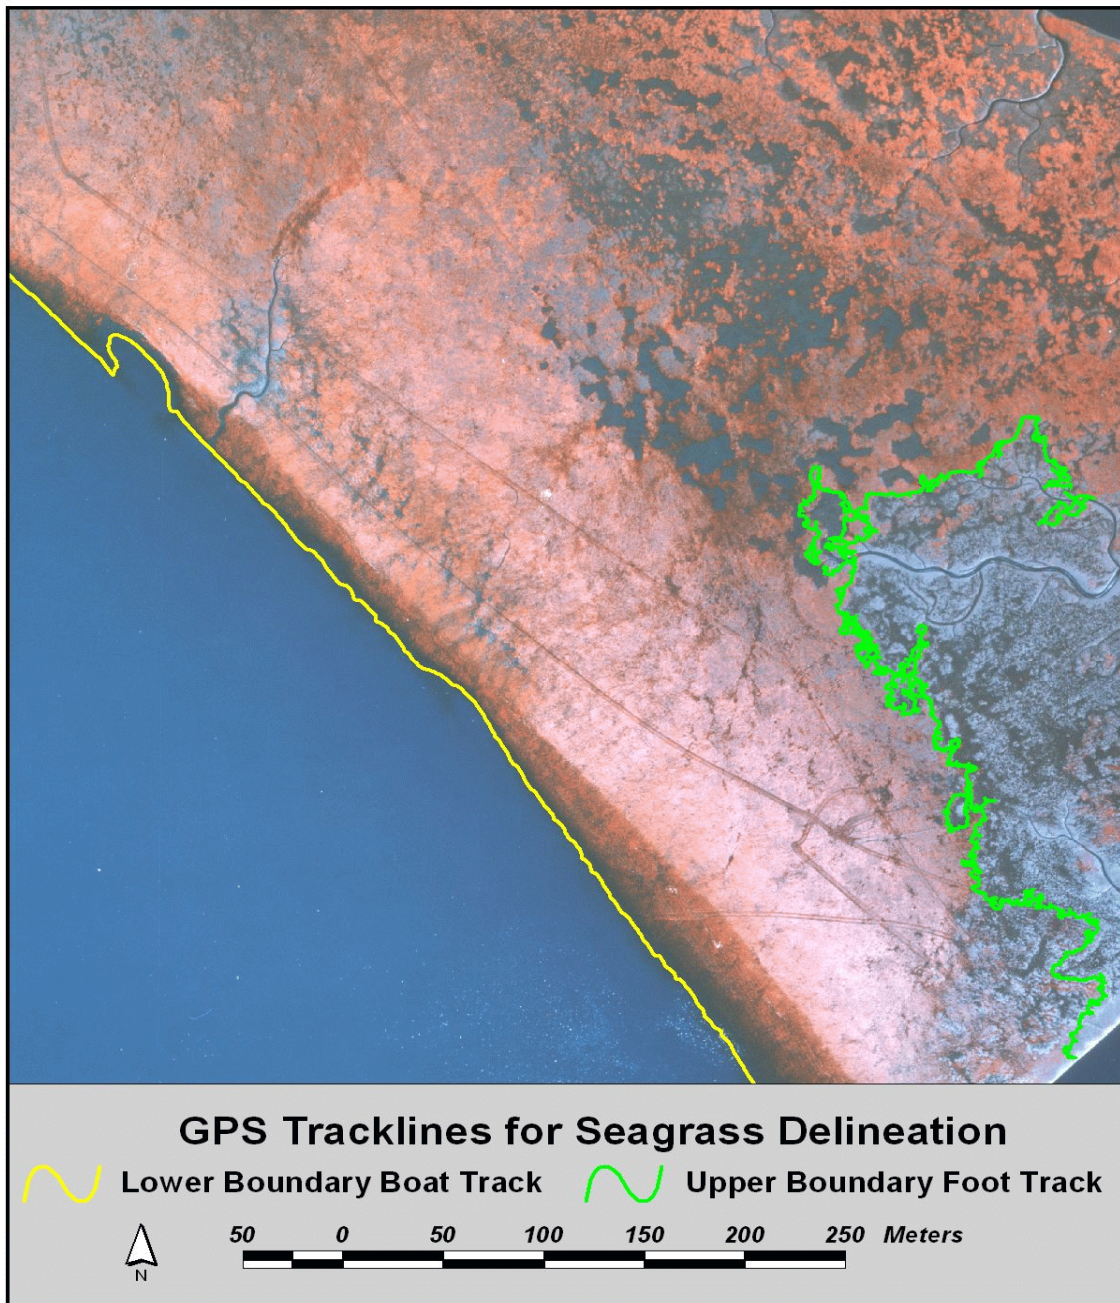 GPS Tracklines for Seagrass Delineation
Lower Boundary Boat Track Upper Boundary Foot Track
50 0 50 100 150 200 250 Meters
N